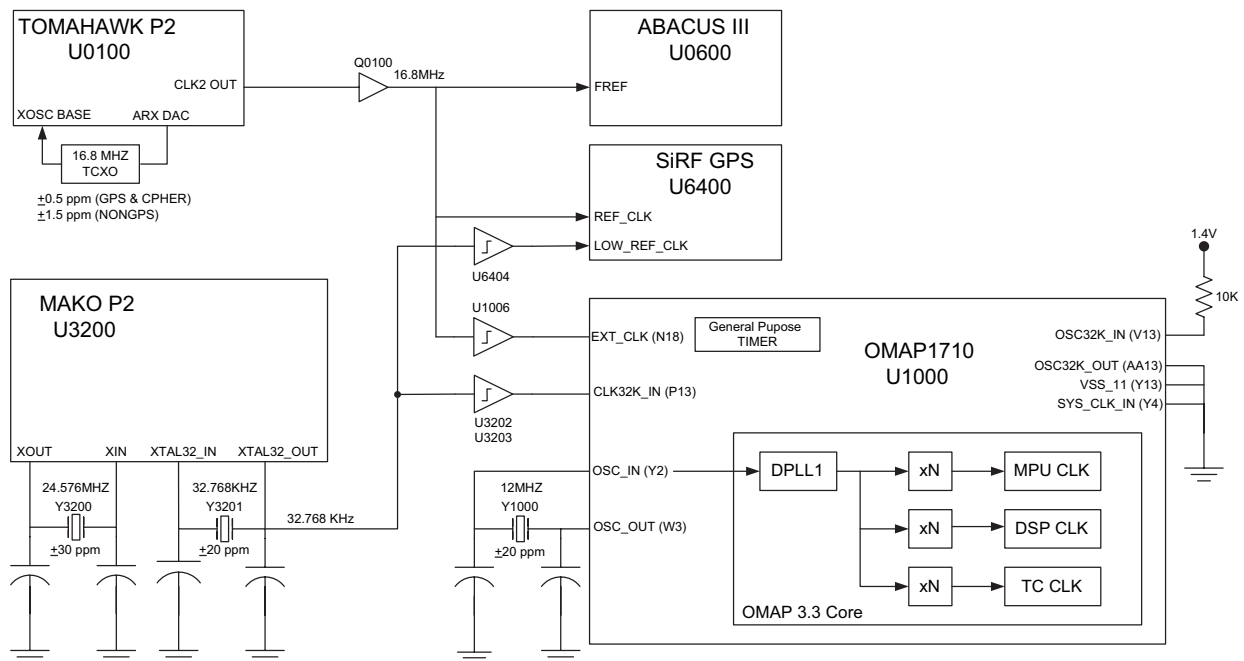 TOMAHAWK P2
U0100
CLK2 OUT
XOSC BASE
ARX DAC
16.8 MHZ
TCXO
±0.5 ppm (GPS & CPHER)
±1.5 ppm (NONGPS)
Q0100
16.8MHz
ABACUS III
U0600
FREF
SiRF GPS
U6400
REF_CLK
LOW_REF_CLK
U6404
MAKO P2
U3200
XOUT
XIN
XTAL32_IN
XTAL32_OUT
24.576MHZ
Y3200
±30 ppm
32.768KHZ
Y3201
±20 ppm
32.768 KHz
U1006
U3202
U3203
12MHZ
Y1000
±20 ppm
EXT_CLK (N18)
General Pupose
TIMER
CLK32K_IN (P13)
OSC_IN (Y2)
OSC_OUT (W3)
OMAP1710
U1000
1.4V
10K
OSC32K_IN (V13)
OSC32K_OUT (AA13)
VSS_11 (Y13)
SYS_CLK_IN (Y4)
DPLL1
xN
MPU CLK
xN
DSP CLK
xN
TC CLK
OMAP 3.3 Core